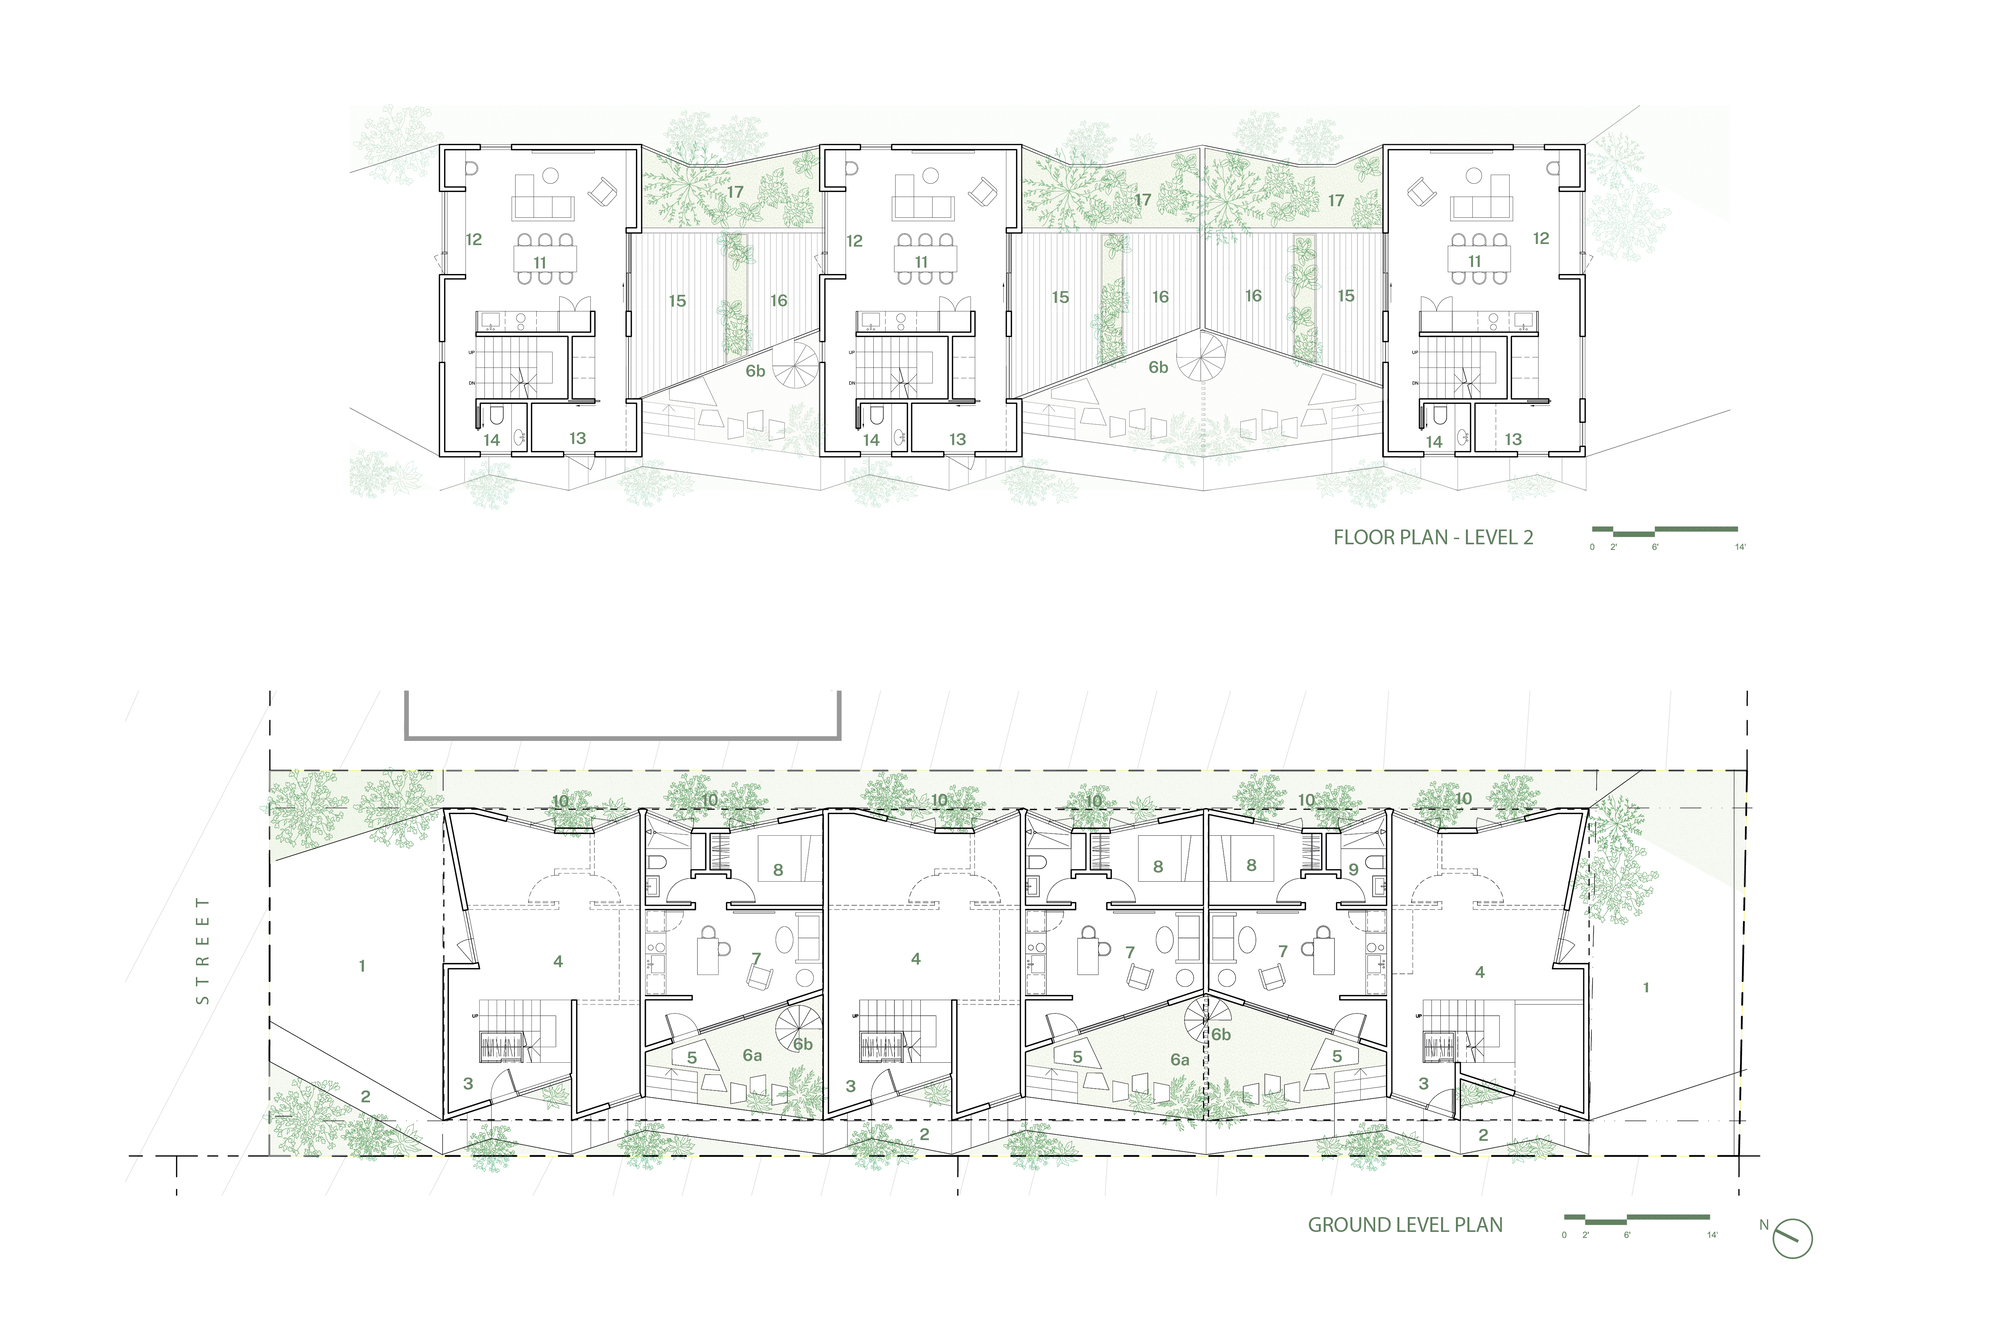 17 17 17
12 12 12
11 11 11
15 16 15 16 16 15
6b 6b
UP UP UP
DN DN DN
14 13 14 13 14 13
FLOOR PLAN - LEVEL 2
0 2' 6' 14'
10 10 10 10 10 10
8 8 8 9
STREET
1 4 7 4 7 7 4 1
UP UP UP
5 6a 6b 5 6a 6b 5
3 3 3
2 2 2
GROUND LEVEL PLAN
0 2' 6' 14'
N